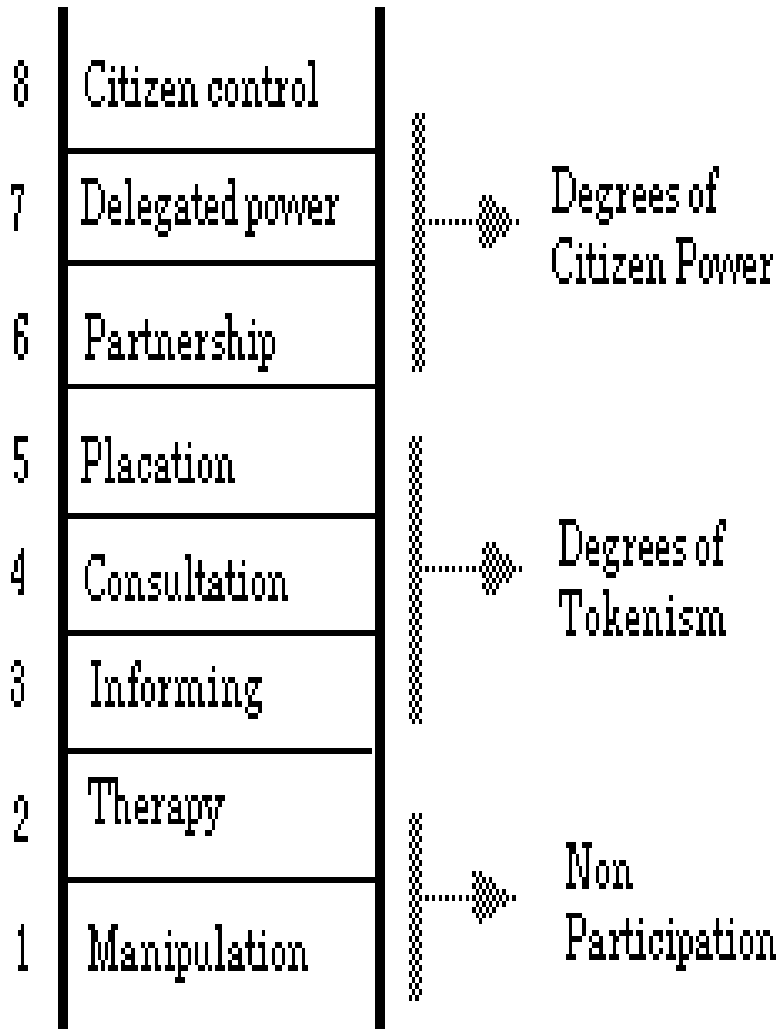 8 Citizen control
7 Delegated power
Degrees of
Citizen Power
6 Partnership
5 Placation
4 Consultation
Degrees of
Tokenism
3 Informing
2 Therapy
Non
Participation
1 Manipulation